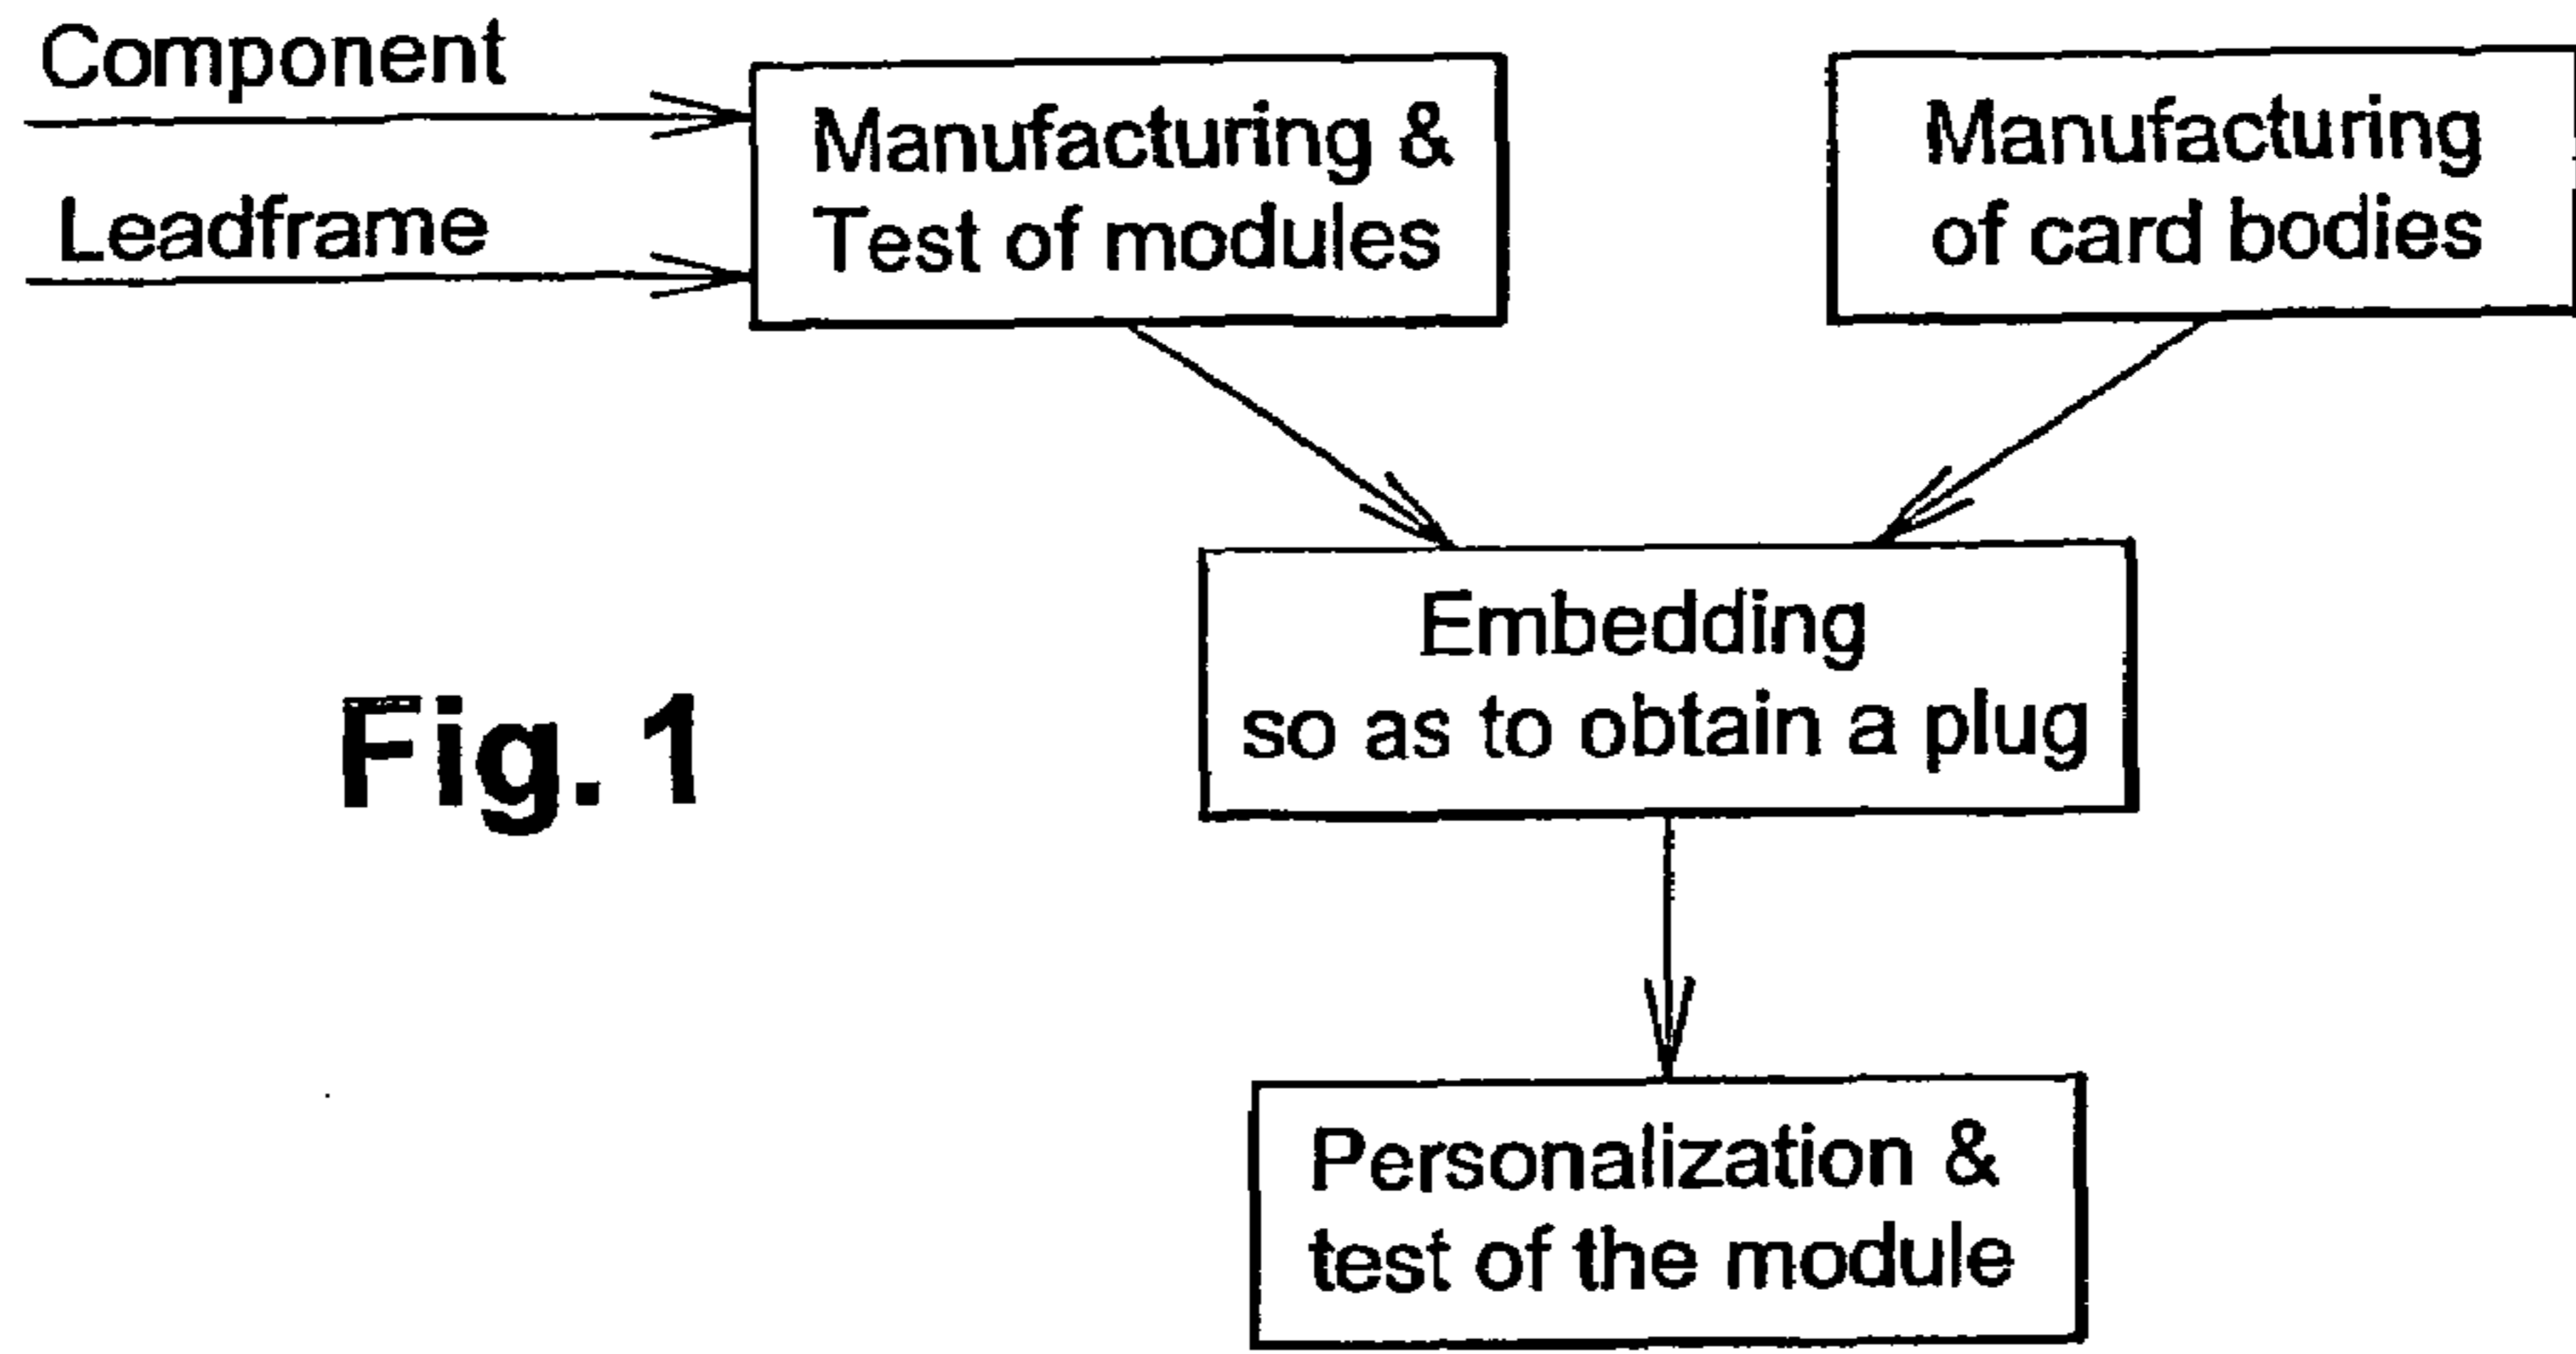 Component
Leadframe
Manufacturing &
Test of modules
Manufacturing
of card bodies
Embedding
so as to obtain a plug
Fig. 1
Personalization &
test of the module